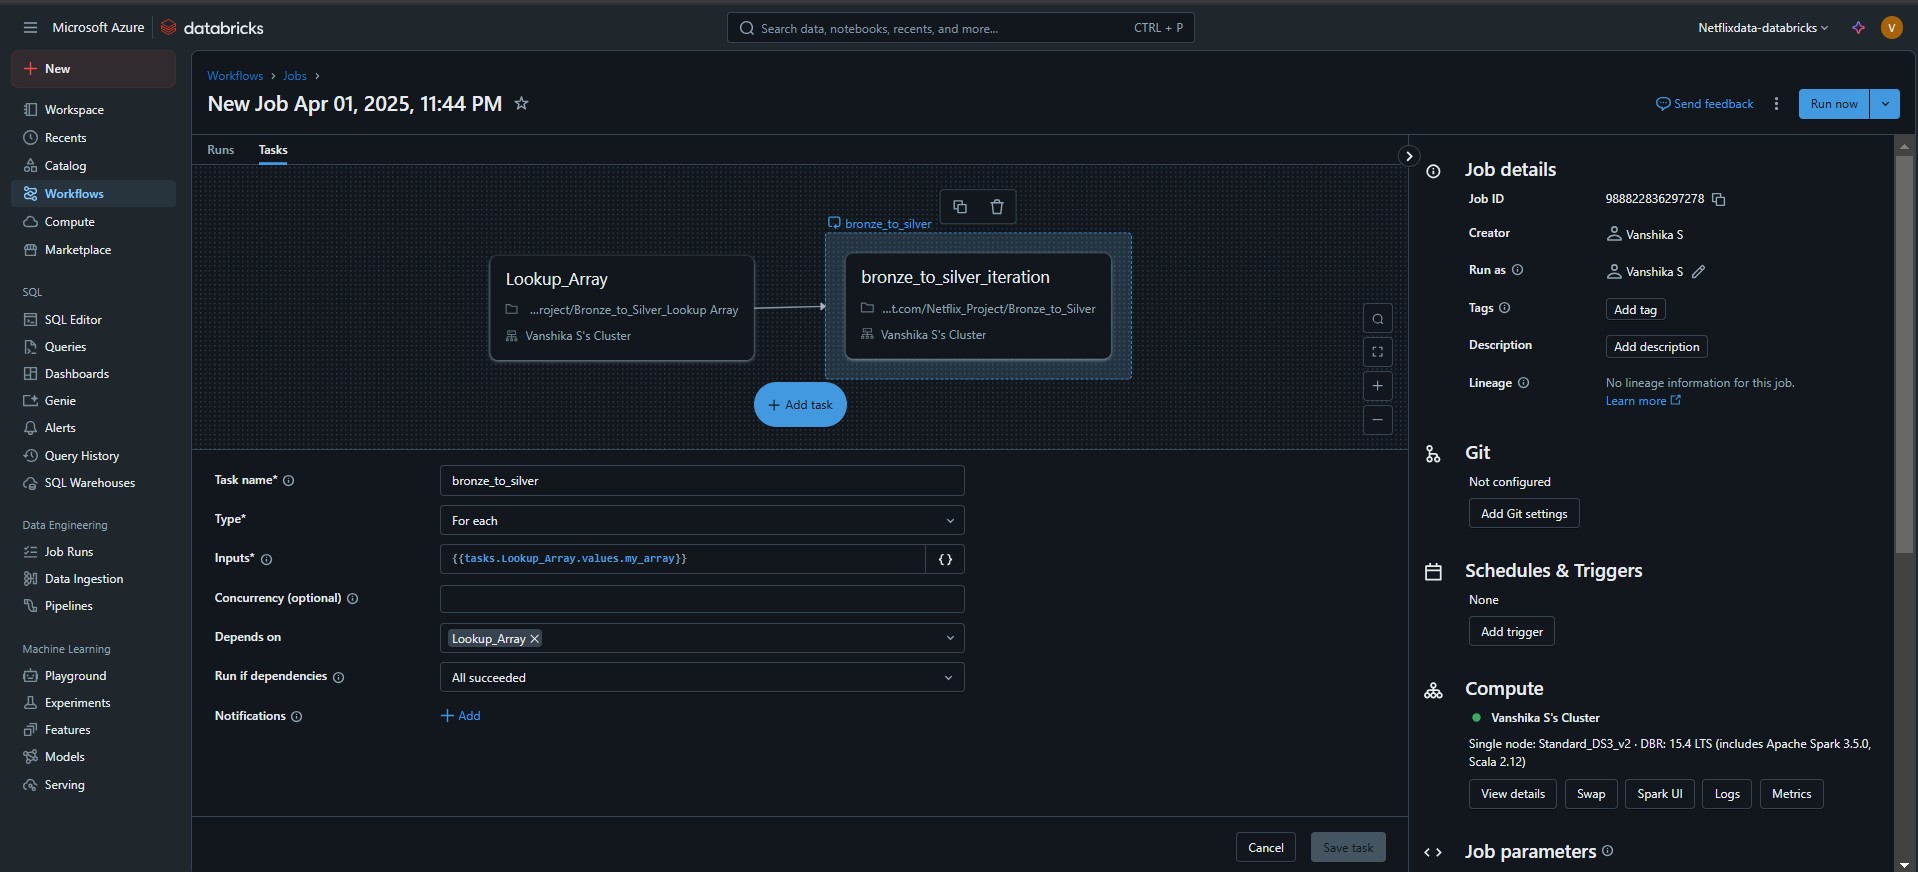 Microsoft Azure databricks
Search data, notebooks, recents, and more... CTRL + P
Netflixdata-databricks
V
New
Workspace
Recents
Catalog
Workflows
Compute
Marketplace
SQL
SQL Editor
Queries
Dashboards
Genie
Alerts
Query History
SQL Warehouses
Data Engineering
Job Runs
Data Ingestion
Pipelines
Machine Learning
Playground
Experiments
Features
Models
Serving
Workflows > Jobs >
New Job Apr 01, 2025, 11:44 PM
Send feedback
Run now
Runs Tasks
bronze_to_silver
Lookup_Array
...roject/Bronze_to_Silver_Lookup Array
Vanshika S's Cluster
bronze_to_silver_iteration
...t.com/Netflix_Project/Bronze_to_Silver
Vanshika S's Cluster
+ Add task
Task name* bronze_to_silver
Type* For each
Inputs* {{tasks.Lookup_Array.values.my_array}} {}
Concurrency (optional)
Depends on Lookup_Array
Run if dependencies All succeeded
Notifications + Add
Cancel Save task
Job details
Job ID 988822836297278
Creator Vanshika S
Run as Vanshika S
Tags Add tag
Description Add description
Lineage No lineage information for this job.
Learn more
Git
Not configured
Add Git settings
Schedules & Triggers
None
Add trigger
Compute
Vanshika S's Cluster
Single node: Standard_DS3_v2 · DBR: 15.4 LTS (includes Apache Spark 3.5.0,
Scala 2.12)
View details Swap Spark UI Logs Metrics
Job parameters